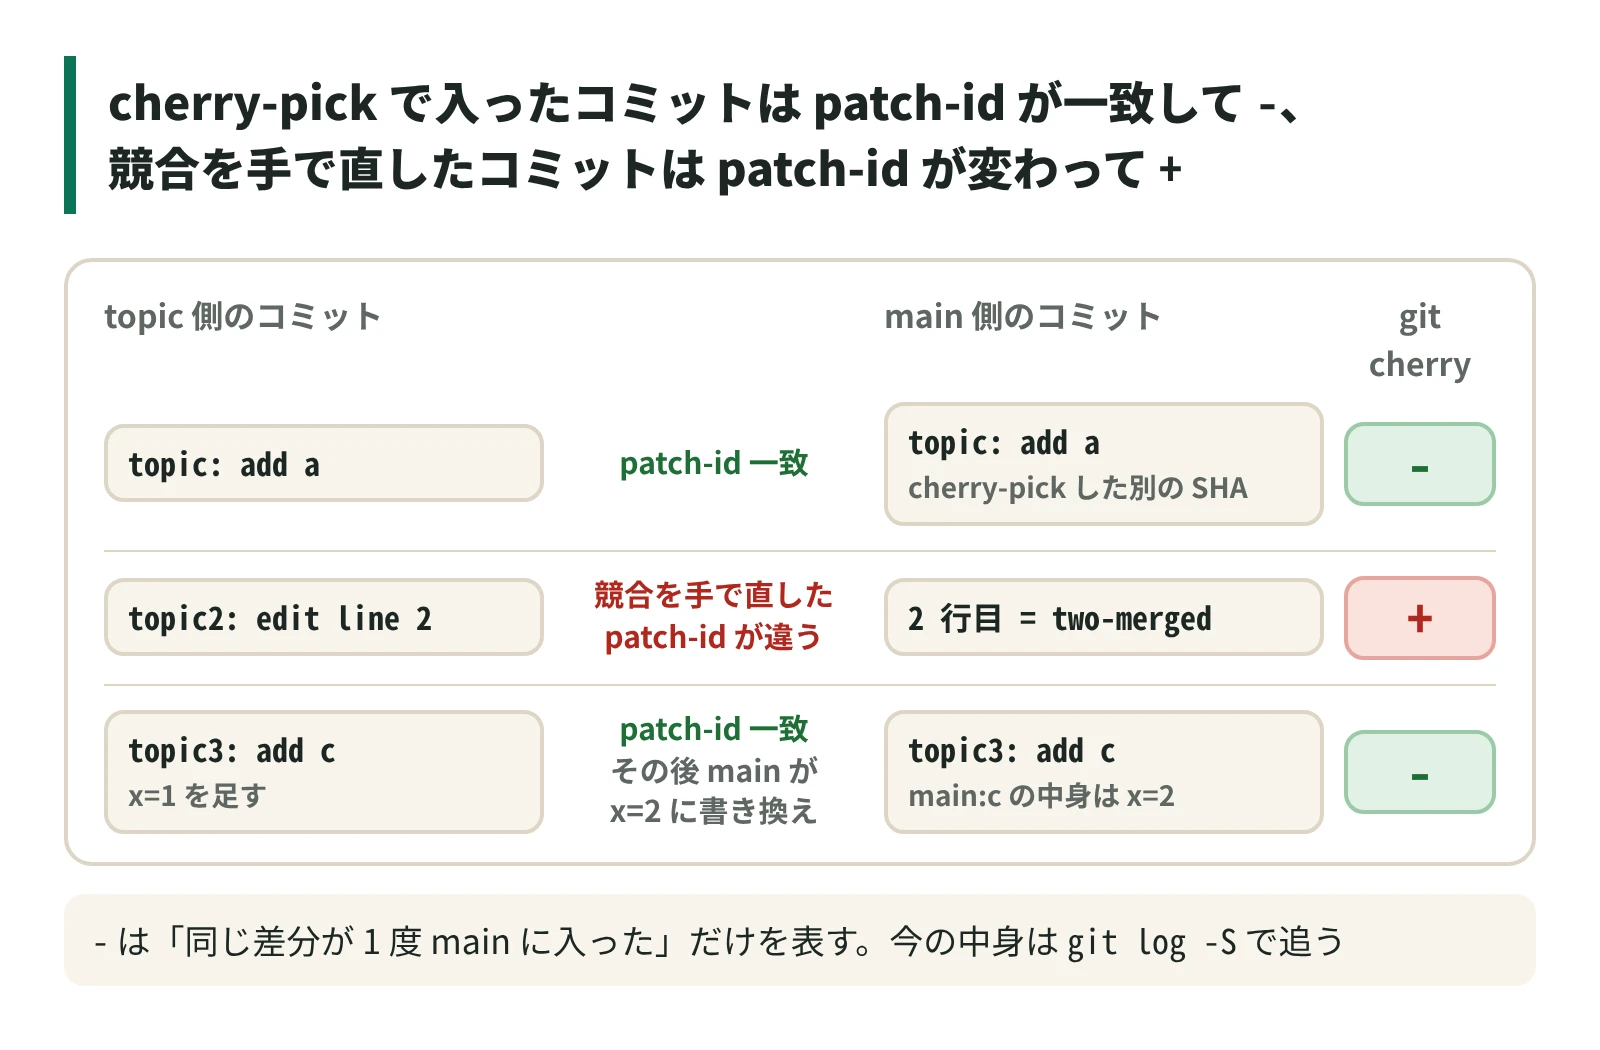 cherry-pick で入ったコミットは patch-id が一致して -、
競合を手で直したコミットは patch-id が変わって +
topic 側のコミット
main 側のコミット
git
cherry
topic: add a
patch-id 一致
topic: add a
cherry-pick した別の SHA
-
topic2: edit line 2
競合を手で直した
patch-id が違う
2 行目 = two-merged
+
topic3: add c
x=1 を足す
patch-id 一致
その後 main が
x=2 に書き換え
topic3: add c
main:c の中身は x=2
-
- は「同じ差分が 1 度 main に入った」だけを表す。今の中身は git log -S で追う